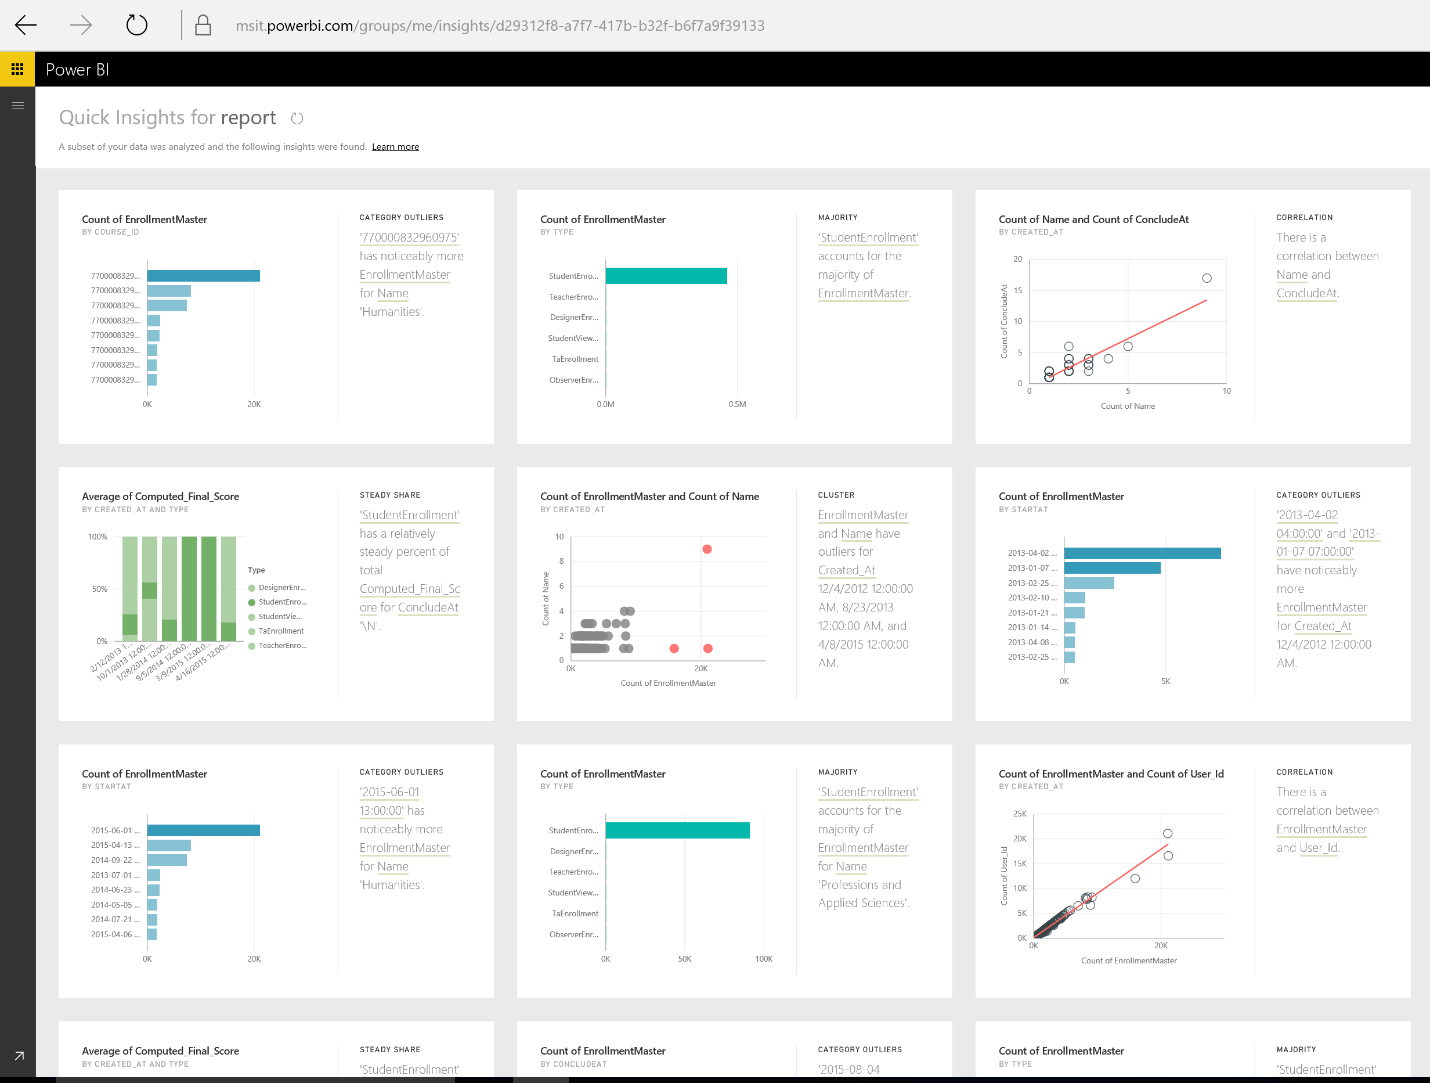 msit.powerbi.com/groups/me/insights/d29312f8-a7f7-417b-b32f-b6f7a9f39133
Power BI
Quick Insights for report
A subset of your data was analyzed and the following insights were found. Learn more
Count of EnrollmentMaster
BY COURSE_ID
7700008329...
7700008329...
7700008329...
7700008329...
7700008329...
7700008329...
7700008329...
7700008329...
0K
20K
CATEGORY OUTLIERS
'770000832960975'
has noticeably more
EnrollmentMaster
for Name
'Humanities'.
Count of EnrollmentMaster
BY TYPE
StudentEnro...
TeacherEnro...
DesignerEnr...
StudentView...
TaEnrollment
ObserverEnr...
0.0M
0.5M
MAJORITY
'StudentEnrollment'
accounts for the
majority of
EnrollmentMaster.
Count of Name and Count of ConcludeAt
BY CREATED_AT
Count of ConcludeAt
20
15
10
5
0
0
5
10
Count of Name
CORRELATION
There is a
correlation between
Name and
ConcludeAt.
Average of Computed_Final_Score
BY CREATED_AT AND TYPE
100%
50%
0%
2/12/2013 1...
10/1/2013 12:00...
1/28/2014 12:00...
9/5/2014 12:00:0...
3/9/2015 12:00:0...
4/16/2015 12:00:...
Type
DesignerEnr...
StudentEnro...
StudentVie...
TaEnrollment
TeacherEnro...
STEADY SHARE
'StudentEnrollment'
has a relatively
steady percent of
total
Computed_Final_Sc
ore for ConcludeAt
'\N'.
Count of EnrollmentMaster and Count of Name
BY CREATED_AT
Count of Name
10
8
6
4
2
0
0K
20K
Count of EnrollmentMaster
CLUSTER
EnrollmentMaster
and Name have
outliers for
Created_At
12/4/2012 12:00:00
AM, 8/23/2013
12:00:00 AM, and
4/8/2015 12:00:00
AM.
Count of EnrollmentMaster
BY STARTAT
2013-04-02 ...
2013-01-07 ...
2013-02-25 ...
2013-02-10 ...
2013-01-21 ...
2013-01-14 ...
2013-04-08 ...
2013-02-25 ...
0K
5K
CATEGORY OUTLIERS
'2013-04-02
04:00:00' and '2013-
01-07 07:00:00'
have noticeably
more
EnrollmentMaster
for Created_At
12/4/2012 12:00:00
AM.
Count of EnrollmentMaster
BY STARTAT
2015-06-01 ...
2015-04-13 ...
2014-09-22 ...
2013-07-01 ...
2014-06-23 ...
2014-05-05 ...
2014-07-21 ...
2015-04-06 ...
0K
20K
CATEGORY OUTLIERS
'2015-06-01
13:00:00' has
noticeably more
EnrollmentMaster
for Name
'Humanities'.
Count of EnrollmentMaster
BY TYPE
StudentEnro...
DesignerEnr...
TeacherEnro...
StudentView...
TaEnrollment
ObserverEnr...
0K
50K
100K
MAJORITY
'StudentEnrollment'
accounts for the
majority of
EnrollmentMaster
for Name
'Professions and
Applied Sciences'.
Count of EnrollmentMaster and Count of User_Id
BY CREATED_AT
Count of User_Id
25K
20K
15K
10K
5K
0K
0K
20K
Count of EnrollmentMaster
CORRELATION
There is a
correlation between
EnrollmentMaster
and User_Id.
Average of Computed_Final_Score
BY CREATED_AT AND TYPE
STEADY SHARE
'StudentEnrollment'
Count of EnrollmentMaster
BY CONCLUDEAT
CATEGORY OUTLIERS
'2015-08-04
Count of EnrollmentMaster
BY TYPE
MAJORITY
'StudentEnrollment'